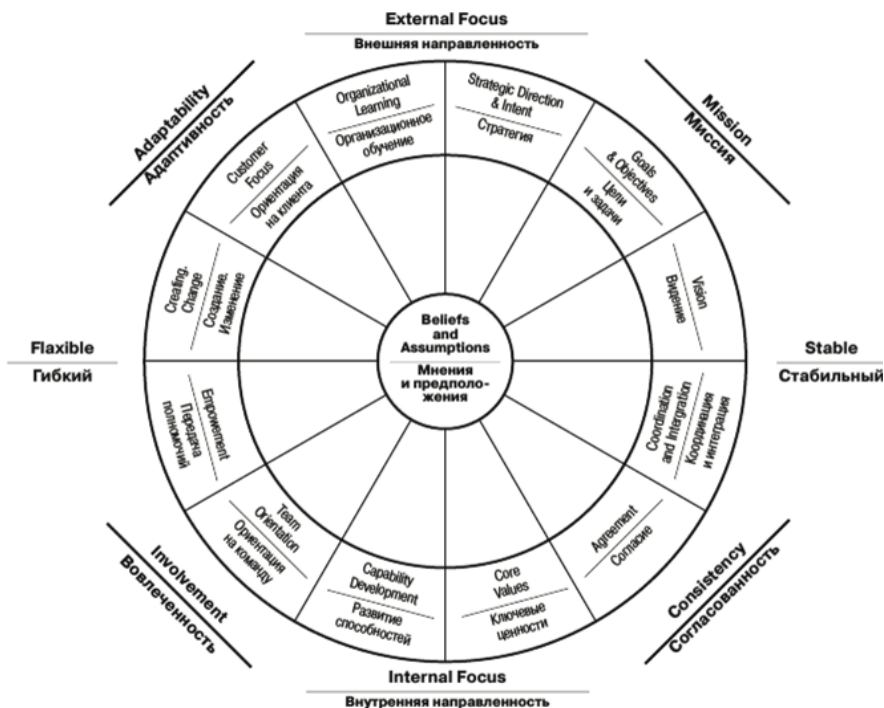 External Focus
Внешняя направленность
Adaptability
Адаптивность
Mission
Миссия
Organizational
Learning
Организационное
обучение
Strategic Direction
& Intent
Стратегия
Customer
Focus
Ориентация
на клиента
Goals
& Objectives
Цели
и задачи
Creating.
Change
Создание.
Изменение
Vision
Видение
Beliefs
and
Assumptions
Мнения
и предполо-
жения
Flaxible
Гибкий
Stable
Стабильный
Empowement
Передача
полномочий
Coordination
and Intergration
Координация
и интеграция
Team
Orientation
Ориентация
на команду
Agreement
Согласие
Capability
Development
Развитие
способностей
Core
Values
Ключевые
ценности
Involvement
Вовлеченность
Consistency
Согласованность
Internal Focus
Внутренняя направленность